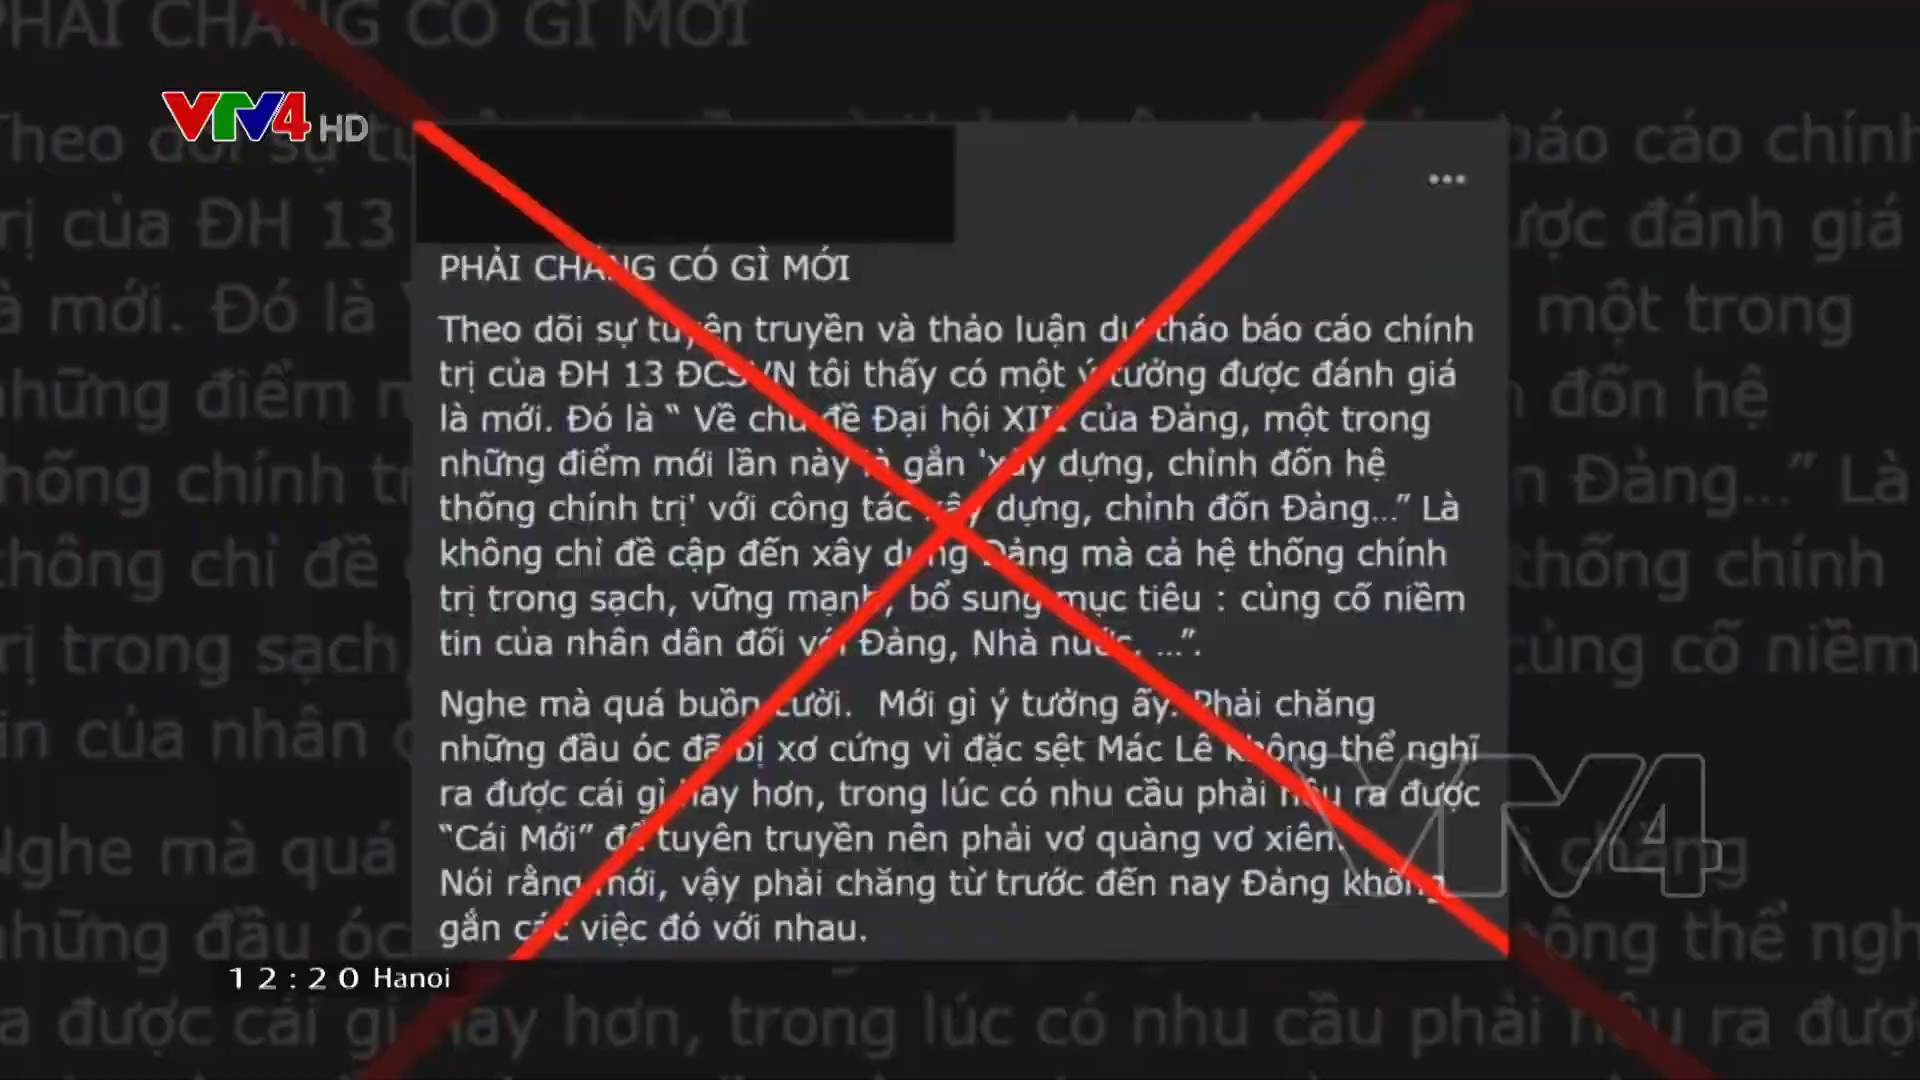 VTV4 HD
PHẢI CHĂNG CÓ GÌ MỚI
Theo dõi sự tuyên truyền và thảo luận dự thảo báo cáo chính
trị của ĐH 13 ĐCSVN tôi thấy có một ý tưởng được đánh giá
là mới. Đó là “ Về chủ đề Đại hội XIII của Đảng, một trong
những điểm mới lần này là gắn 'xây dựng, chỉnh đốn hệ
thống chính trị' với công tác xây dựng, chỉnh đốn Đảng...” Là
không chỉ đề cập đến xây dựng Đảng mà cả hệ thống chính
trị trong sạch, vững mạnh, bổ sung mục tiêu : củng cố niềm
tin của nhân dân đối với Đảng, Nhà nước. ...”.
Nghe mà quá buồn cười. Mới gì ý tưởng ấy. Phải chăng
những đầu óc đã bị xơ cứng vì đặc sệt Mác Lê không thể nghĩ
ra được cái gì hay hơn, trong lúc có nhu cầu phải nêu ra được
“Cái Mới” để tuyên truyền nên phải vơ quàng vơ xiên.
Nói rằng mới, vậy phải chăng từ trước đến nay Đảng không
gắn các việc đó với nhau.
VTV4
12:20 Hanoi